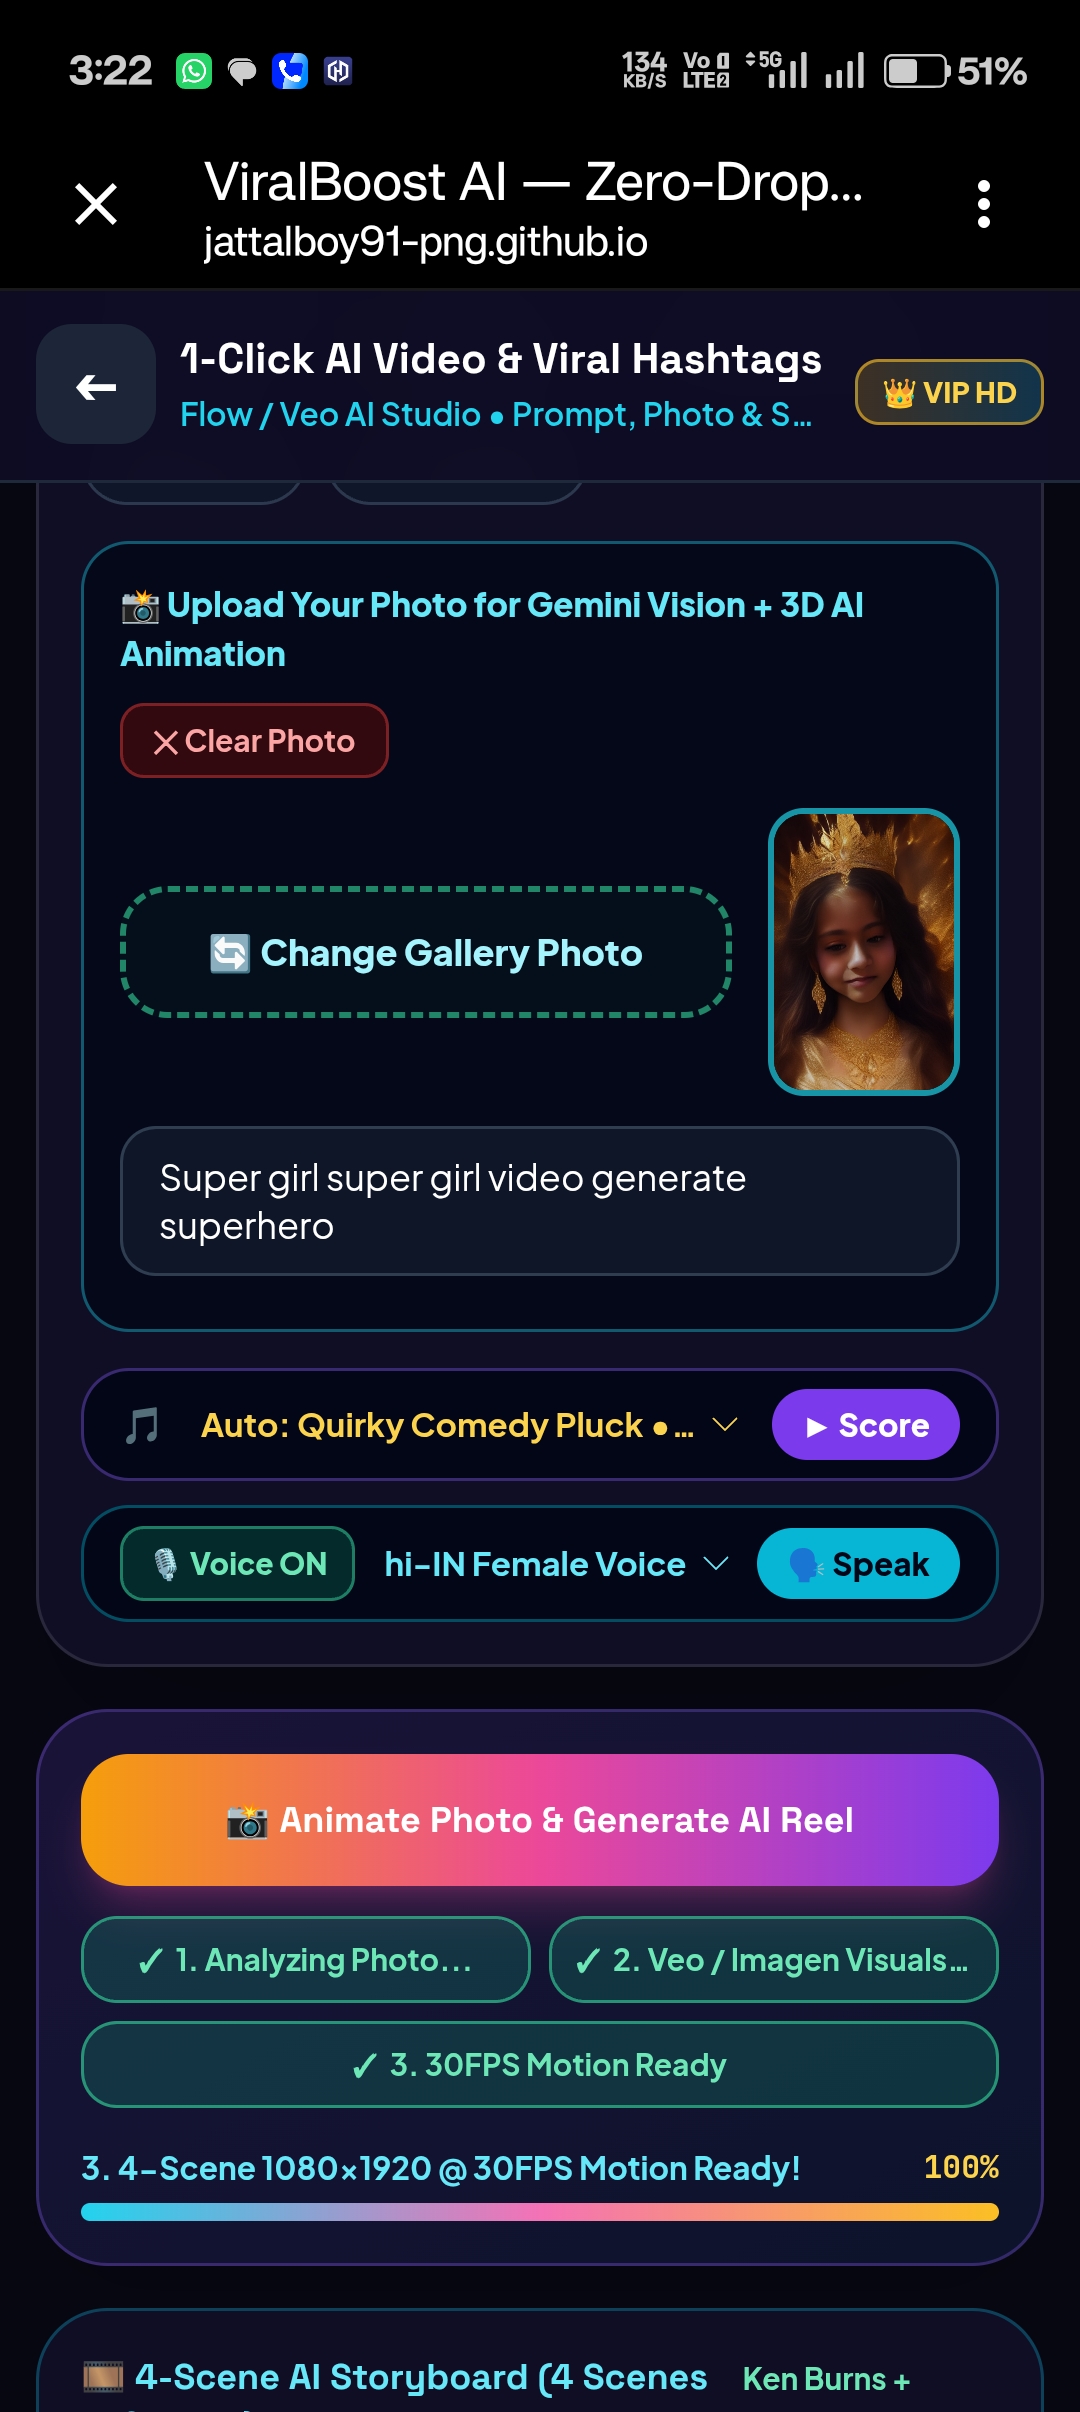 3:22
134 KB/S
Vo 1 LTE 2
5G
51%
ViralBoost AI — Zero-Drop...
jattalboy91-png.github.io
1-Click AI Video & Viral Hashtags
Flow / Veo AI Studio • Prompt, Photo & S...
VIP HD
Upload Your Photo for Gemini Vision + 3D AI
Animation
Clear Photo
Change Gallery Photo
Super girl super girl video generate
superhero
Auto: Quirky Comedy Pluck • ...
Score
Voice ON
hi-IN Female Voice
Speak
Animate Photo & Generate AI Reel
✓ 1. Analyzing Photo...
✓ 2. Veo / Imagen Visuals...
✓ 3. 30FPS Motion Ready
3. 4-Scene 1080×1920 @ 30FPS Motion Ready!
100%
4-Scene AI Storyboard (4 Scenes
Ken Burns +